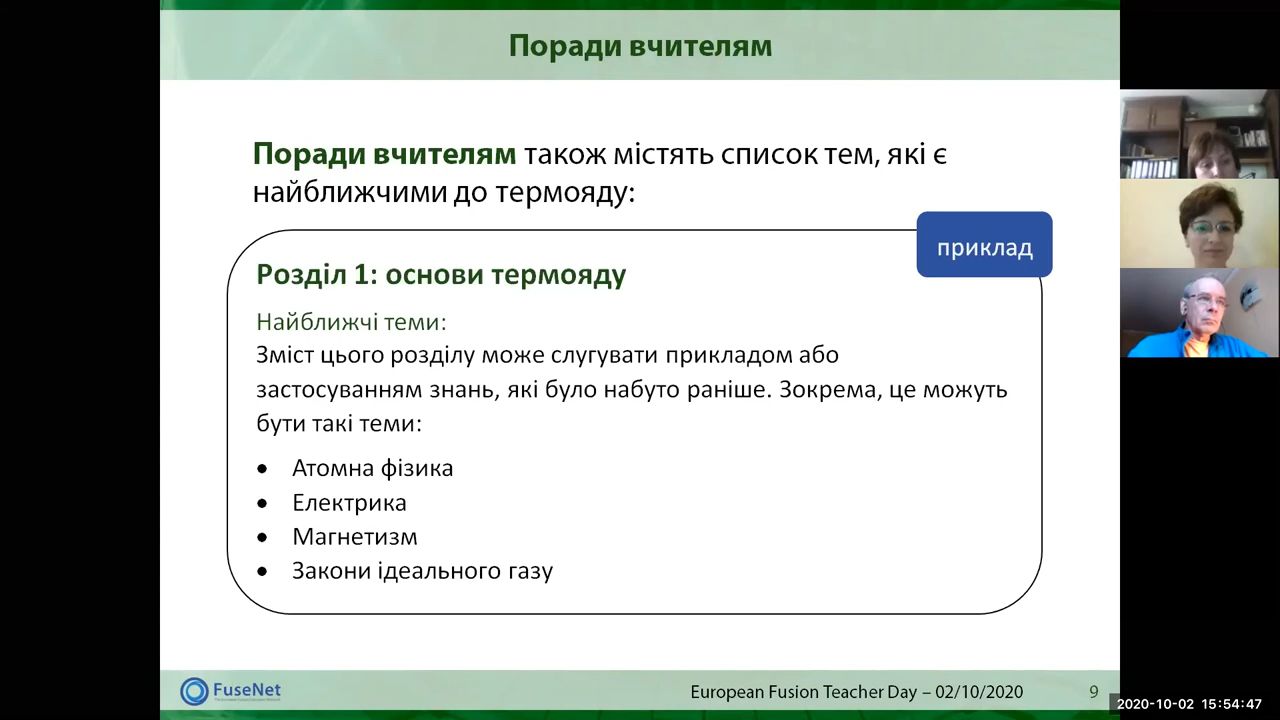 Поради вчителям
Поради вчителям також містять список тем, які є
найближчими до термояду:
приклад
Розділ 1: основи термояду
Найближчі теми:
Зміст цього розділу може слугувати прикладом або
застосуванням знань, які було набуто раніше. Зокрема, це можуть
бути такі теми:
• Атомна фізика
• Електрика
• Магнетизм
• Закони ідеального газу
FuseNet
European Fusion Teacher Day – 02/10/2020
9
2020-10-02 15:54:47